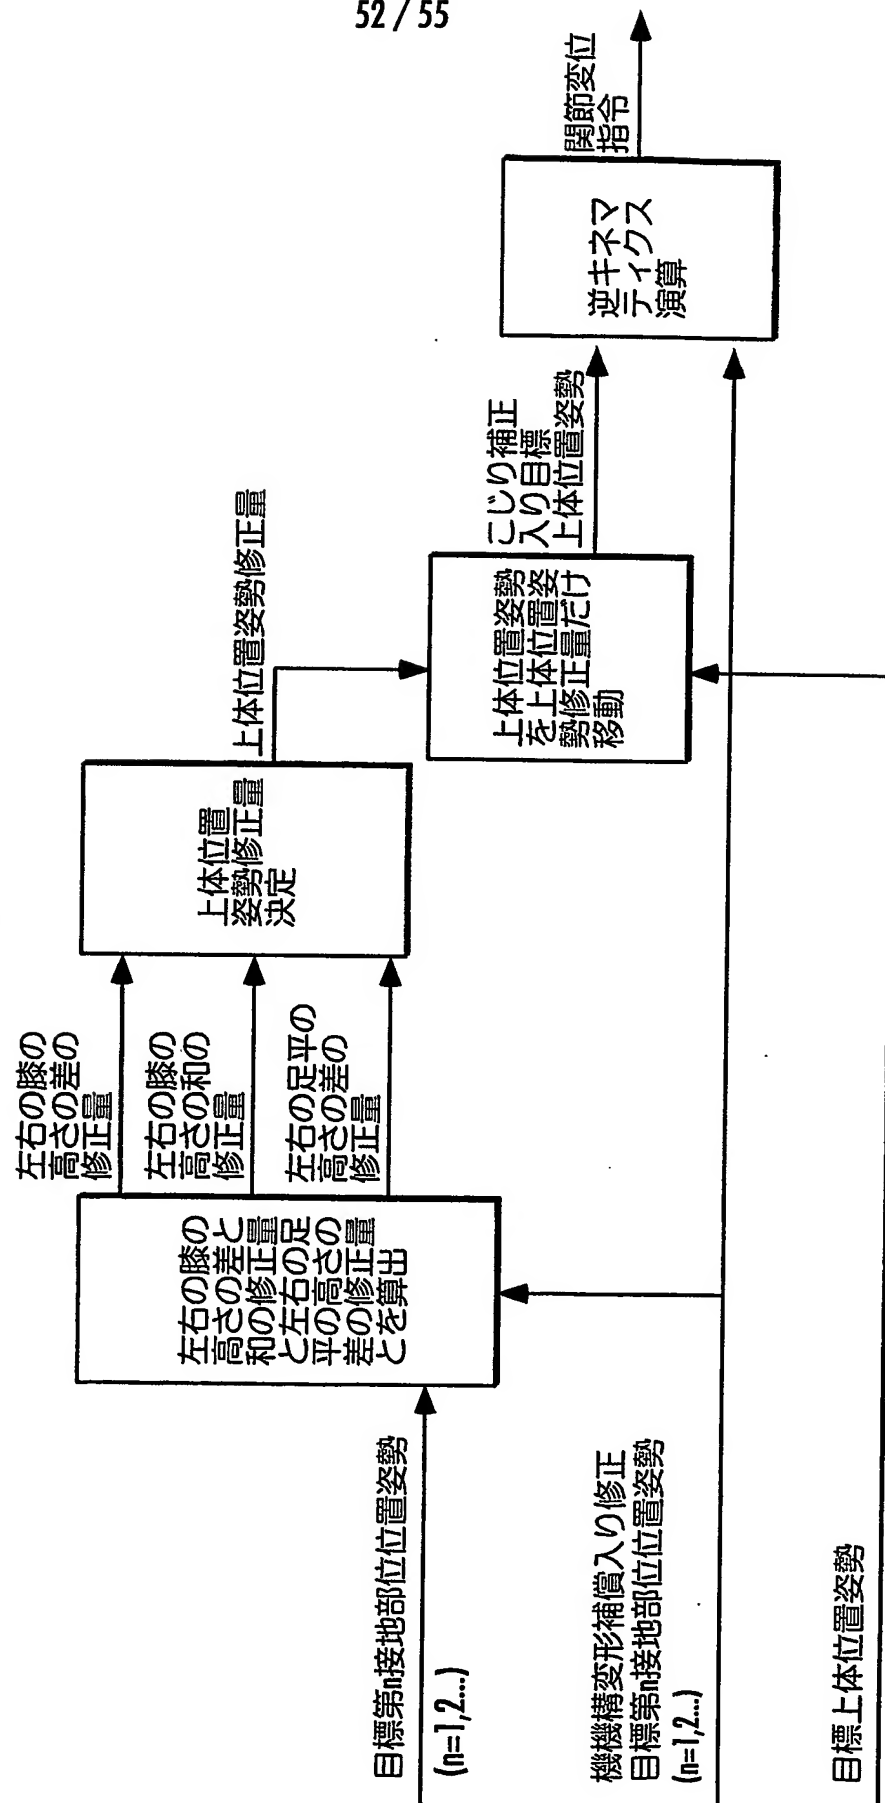 52 / 55
関節変位
指令
逆キネマ
ティクス
演算
こじり補正
入り目標
上体位置姿勢
上体位置姿勢修正量
上体位置姿勢
を上体位置姿
勢修正量だけ
移動
上体位置
姿勢修正量
決定
左右の膝の
高さの差の
修正量
左右の膝の
高さの和の
修正量
左右の足平の
高さの差の
修正量
左右の膝の
高さの差と
和の修正量
と左右の足
平の高さの
差の修正量
とを算出
目標第n接地部位位置姿勢
(n=1,2...)
機機構変形補償入り修正
目標第n接地部位位置姿勢
(n=1,2...)
目標上体位置姿勢